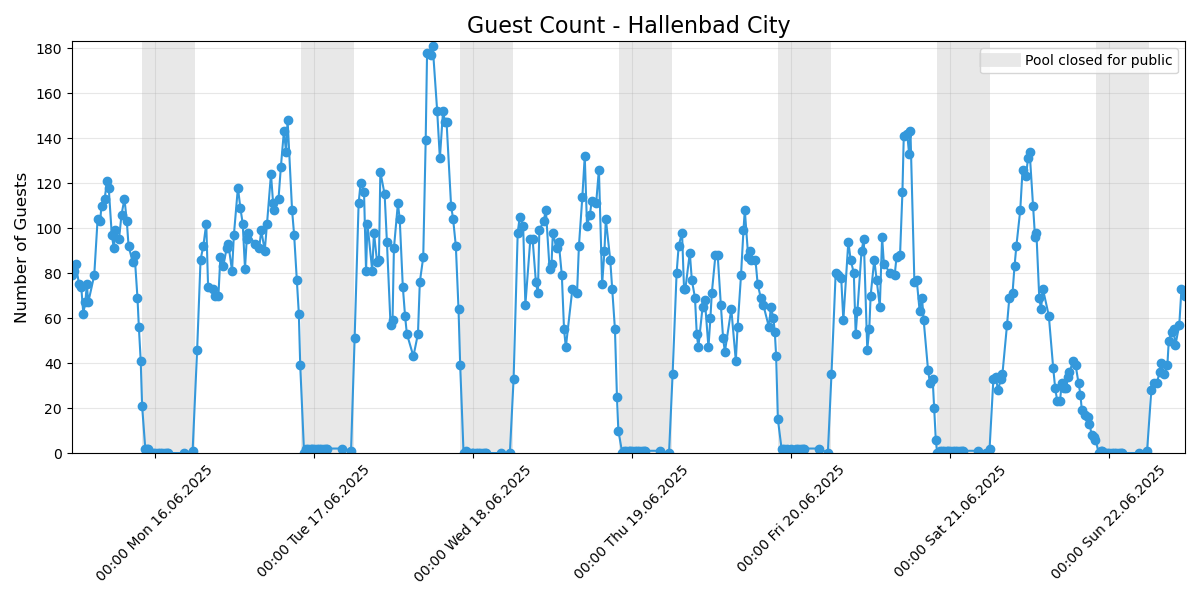 Guest Count - Hallenbad City
Pool closed for public
Number of Guests
180
160
140
120
100
80
60
40
20
0
00:00 Mon 16.06.2025
00:00 Tue 17.06.2025
00:00 Wed 18.06.2025
00:00 Thu 19.06.2025
00:00 Fri 20.06.2025
00:00 Sat 21.06.2025
00:00 Sun 22.06.2025